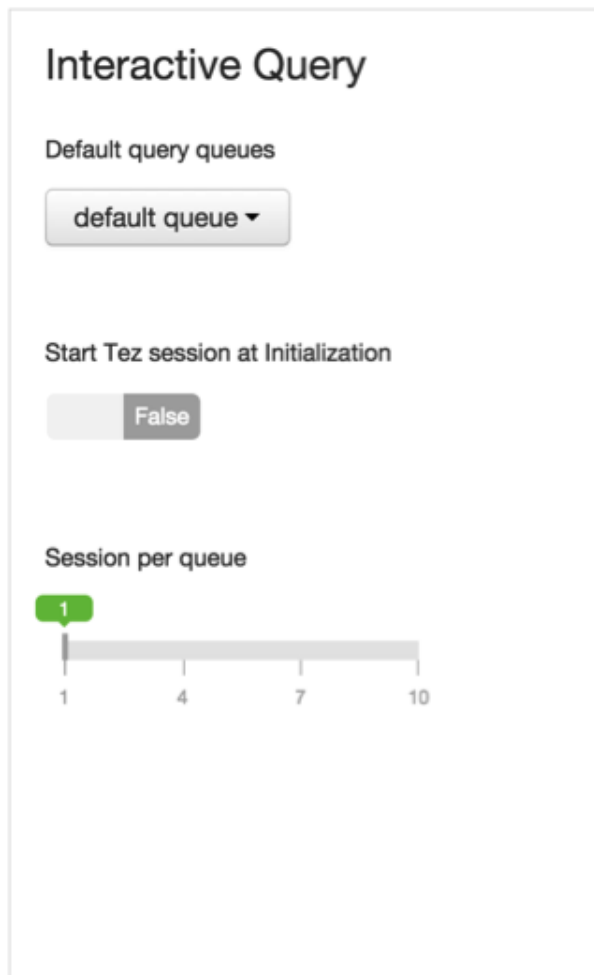 Interactive Query
Default query queues
default queue
Start Tez session at Initialization
False
Session per queue
1
1 4 7 10